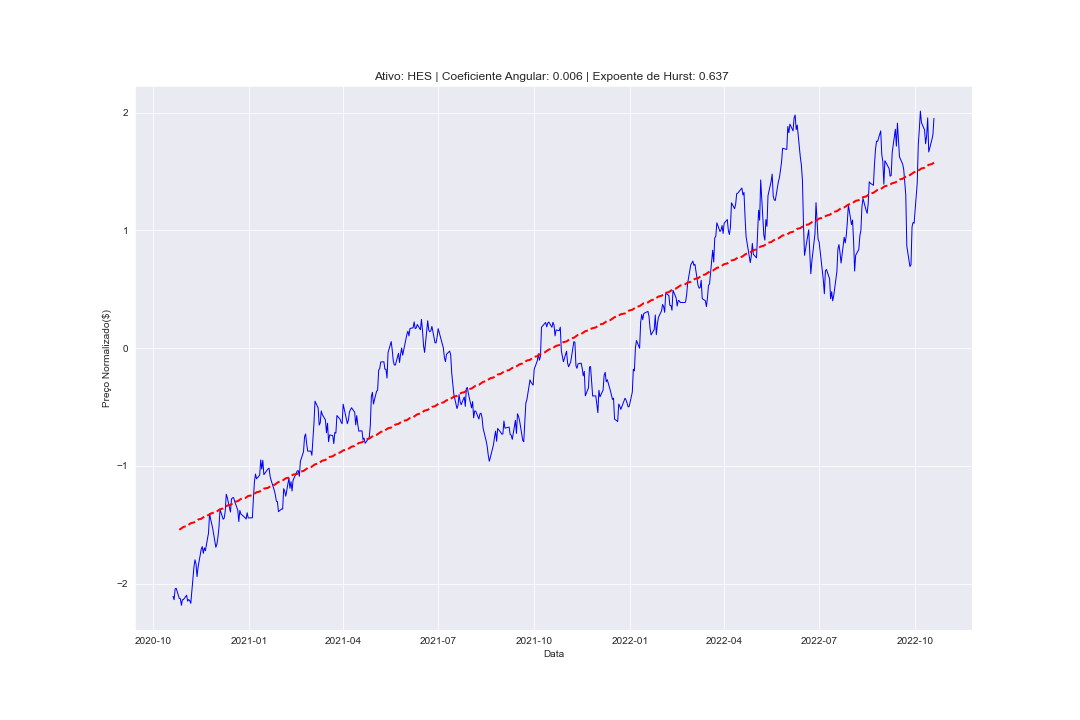 Ativo: HES | Coeficiente Angular: 0.006 | Expoente de Hurst: 0.637
Preço Normalizado($)
2
1
0
−1
−2
2020-10 2021-01 2021-04 2021-07 2021-10 2022-01 2022-04 2022-07 2022-10
Data